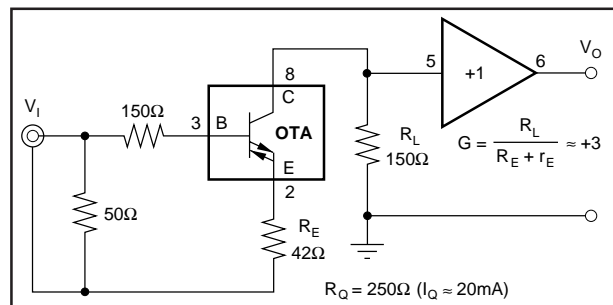 V_I
150Ω
3 B
8
C
OTA
E
2
50Ω
R_E
42Ω
5
+1
6
V_O
R_L
150Ω
G = R_L / (R_E + r_E) ≈ +3
R_Q = 250Ω (I_Q ≈ 20mA)